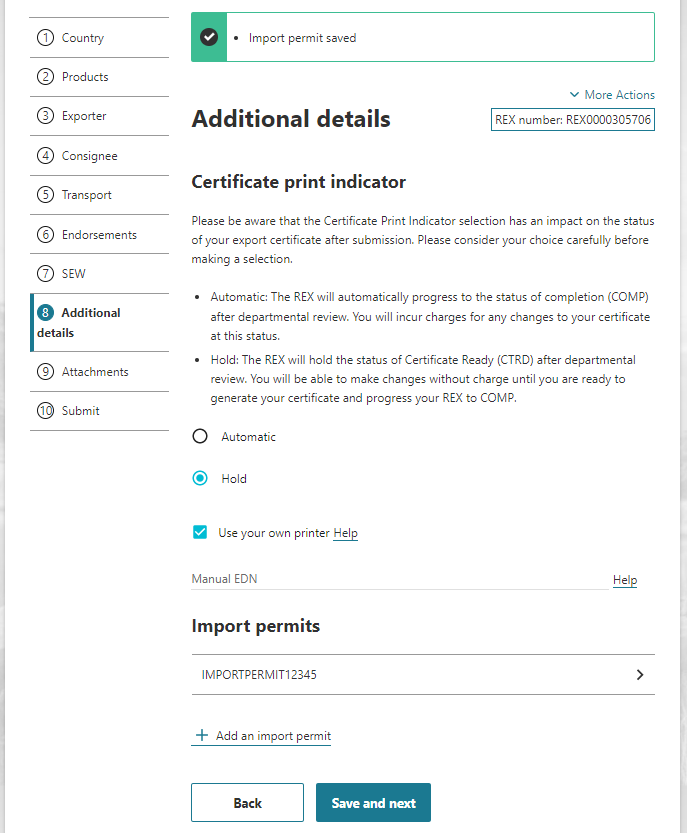 1 Country
2 Products
3 Exporter
4 Consignee
5 Transport
6 Endorsements
7 SEW
8 Additional
details
9 Attachments
10 Submit
• Import permit saved
More Actions
Additional details
REX number: REX0000305706
Certificate print indicator
Please be aware that the Certificate Print Indicator selection has an impact on the status
of your export certificate after submission. Please consider your choice carefully before
making a selection.
• Automatic: The REX will automatically progress to the status of completion (COMP)
after departmental review. You will incur charges for any changes to your certificate
at this status.
• Hold: The REX will hold the status of Certificate Ready (CTRD) after departmental
review. You will be able to make changes without charge until you are ready to
generate your certificate and progress your REX to COMP.
Automatic
Hold
Use your own printer Help
Manual EDN Help
Import permits
IMPORTPERMIT12345
+ Add an import permit
Back Save and next